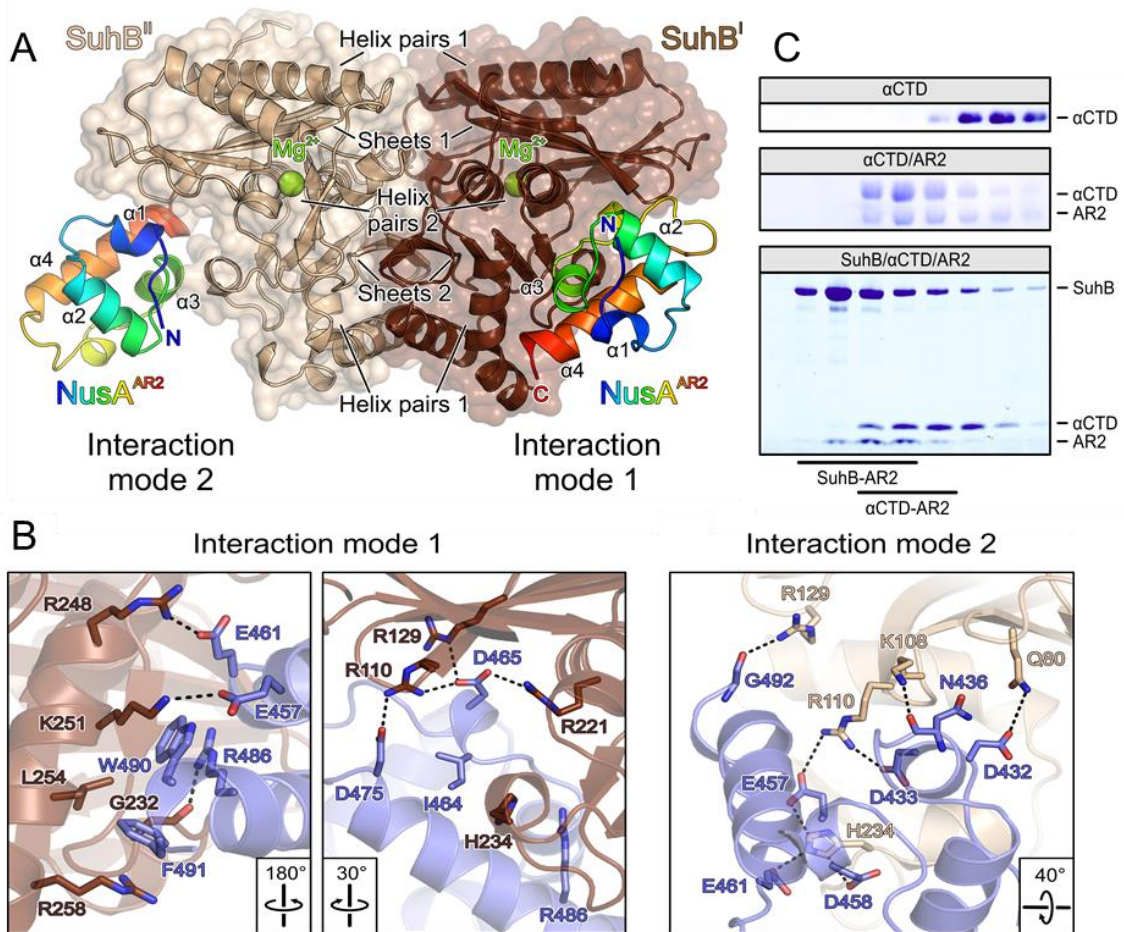 A
SuhB^II
Helix pairs 1
SuhB^I
Sheets 1
Mg²⁺
Mg²⁺
Helix
pairs 2
α1
α4
α2
α3
N
N
α2
α3
Sheets 2
α1
α4
C
NusA^AR2
Helix pairs 1
NusA^AR2
Interaction
mode 2
Interaction
mode 1
C
αCTD
αCTD
αCTD/AR2
αCTD
AR2
SuhB/αCTD/AR2
SuhB
αCTD
AR2
SuhB-AR2
αCTD-AR2
B
Interaction mode 1
Interaction mode 2
R248
E461
K251
E457
W490
R486
L254
G232
F491
R258
180°
R129
R110
D465
R221
D475
I464
H234
R486
30°
R129
K108
Q60
G492
R110
N436
E457
D433
D432
H234
E461
D458
40°